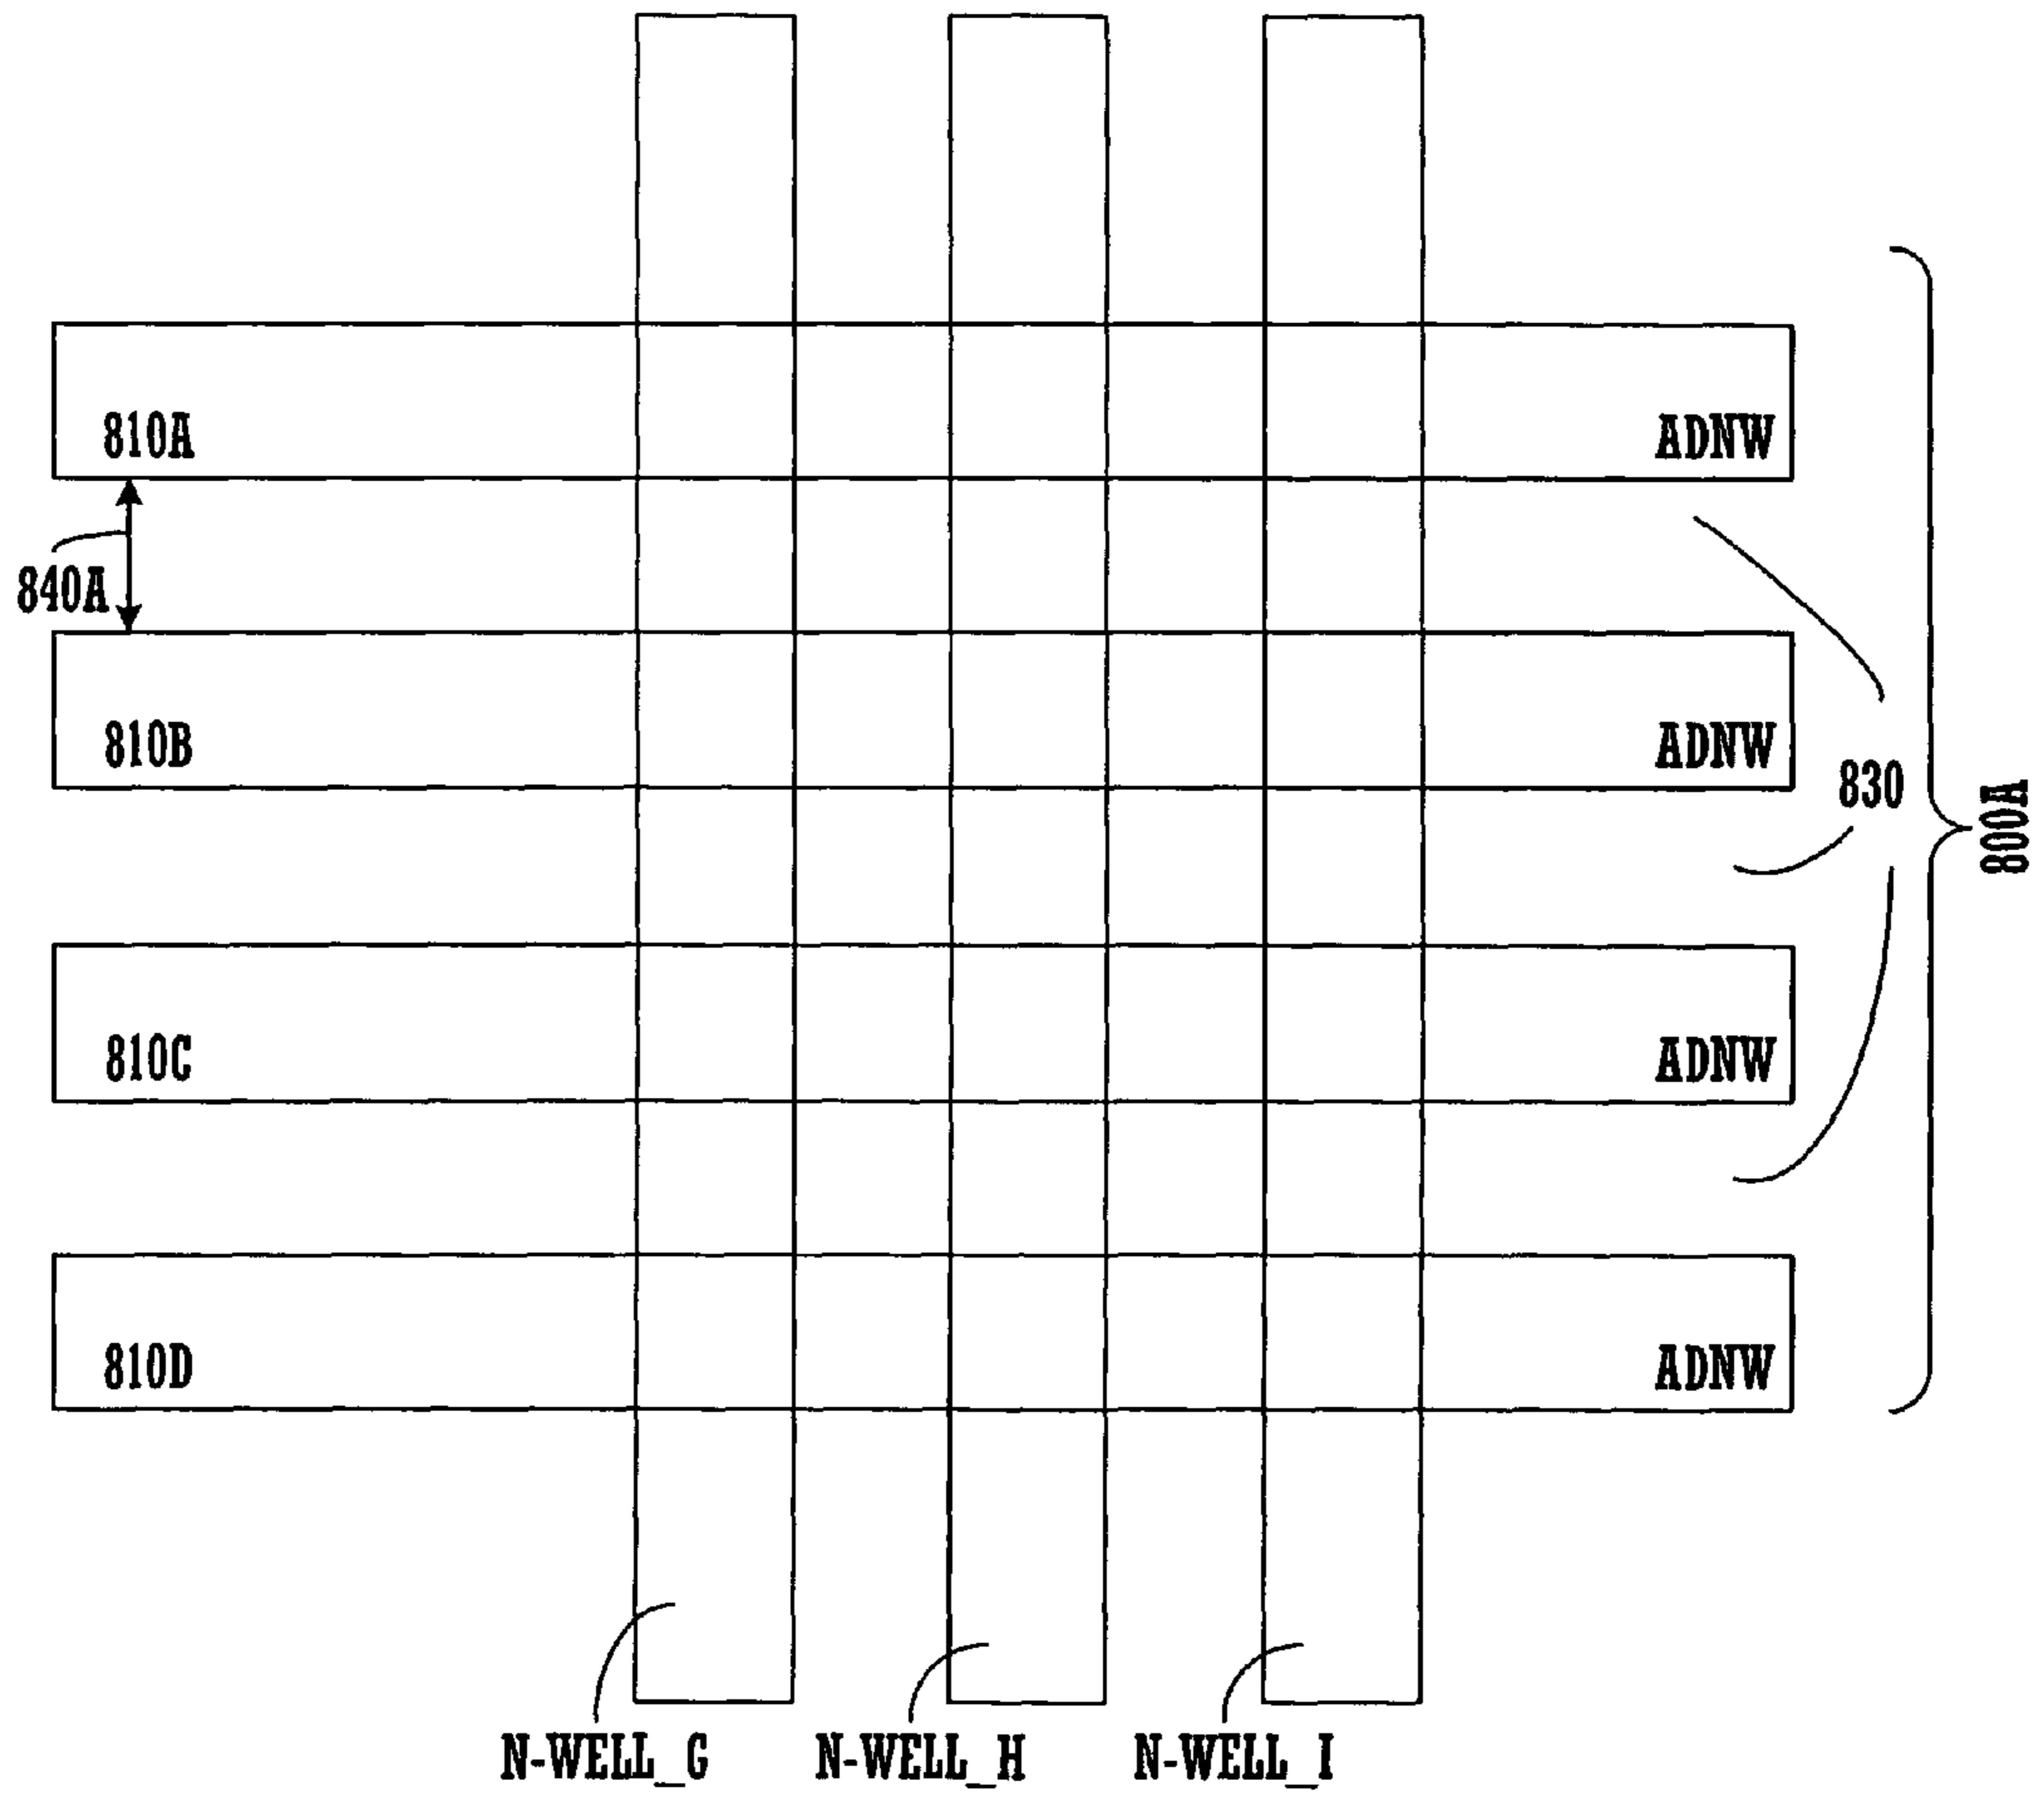 810A
ADNW
840A
810B
ADNW
830
800A
810C
ADNW
810D
ADNW
N-WELL_G
N-WELL_H
N-WELL_I